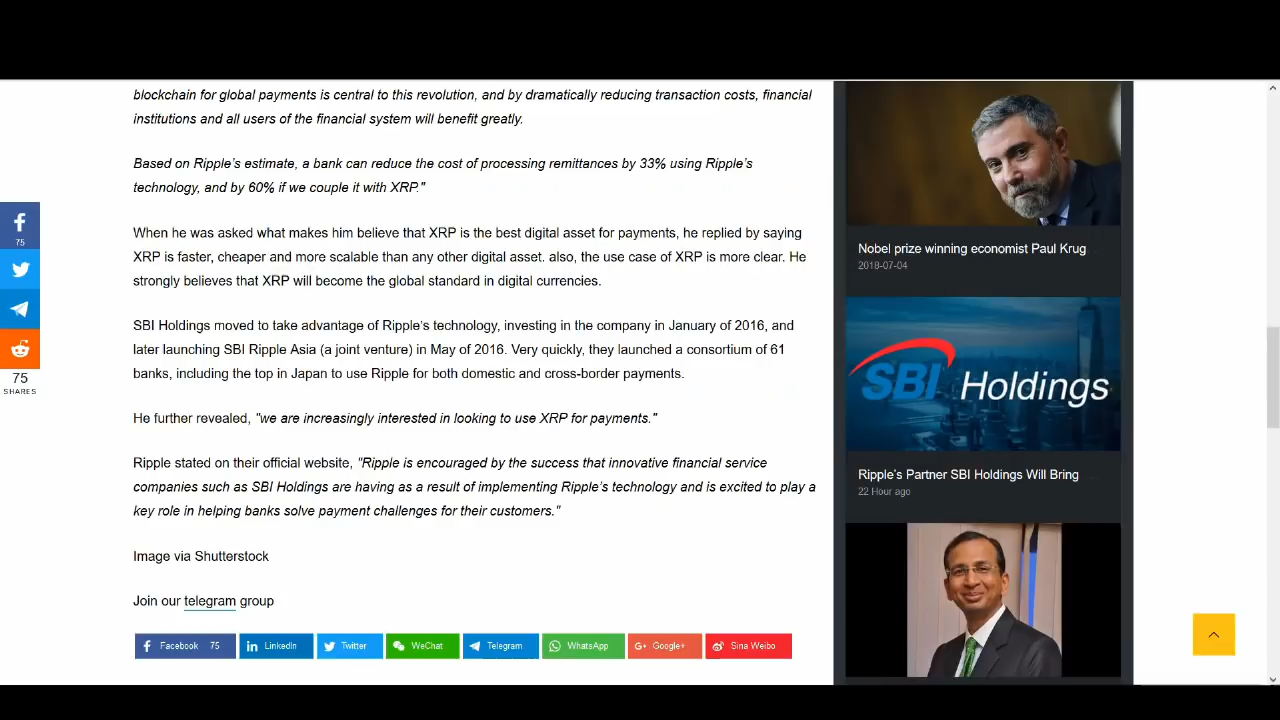 blockchain for global payments is central to this revolution, and by dramatically reducing transaction costs, financial
institutions and all users of the financial system will benefit greatly.
Based on Ripple's estimate, a bank can reduce the cost of processing remittances by 33% using Ripple's
technology, and by 60% if we couple it with XRP."
When he was asked what makes him believe that XRP is the best digital asset for payments, he replied by saying
XRP is faster, cheaper and more scalable than any other digital asset. also, the use case of XRP is more clear. He
strongly believes that XRP will become the global standard in digital currencies.
SBI Holdings moved to take advantage of Ripple's technology, investing in the company in January of 2016, and
later launching SBI Ripple Asia (a joint venture) in May of 2016. Very quickly, they launched a consortium of 61
banks, including the top in Japan to use Ripple for both domestic and cross-border payments.
He further revealed, "we are increasingly interested in looking to use XRP for payments."
Ripple stated on their official website, "Ripple is encouraged by the success that innovative financial service
companies such as SBI Holdings are having as a result of implementing Ripple's technology and is excited to play a
key role in helping banks solve payment challenges for their customers."
Image via Shutterstock
Join our telegram group
Facebook 75 LinkedIn Twitter WeChat Telegram WhatsApp Google+ Sina Weibo
75
75
SHARES
Nobel prize winning economist Paul Krug
2018-07-04
SBI Holdings
Ripple's Partner SBI Holdings Will Bring
22 Hour ago